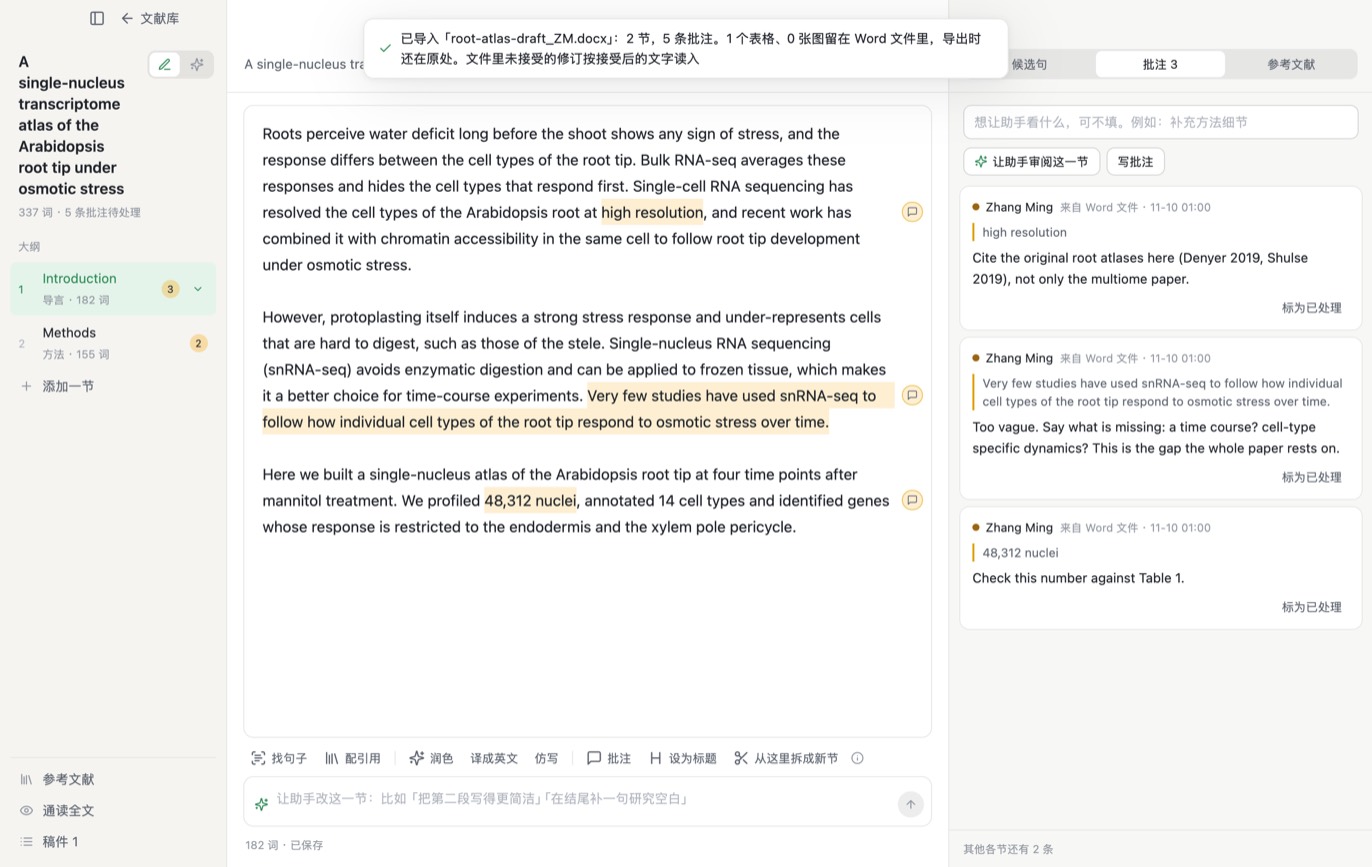 文献库
A
single-nucleus
transcriptome
atlas of the
Arabidopsis
root tip under
osmotic stress
337 词 · 5 条批注待处理
大纲
1 Introduction 3
导言 · 182 词
2 Methods 2
方法 · 155 词
添加一节
参考文献
通读全文
稿件 1
已导入「root-atlas-draft_ZM.docx」：2 节，5 条批注。1 个表格、0 张图留在 Word 文件里，导出时
还在原处。文件里未接受的修订按接受后的文字读入
A single-nucleus tra
Roots perceive water deficit long before the shoot shows any sign of stress, and the
response differs between the cell types of the root tip. Bulk RNA-seq averages these
responses and hides the cell types that respond first. Single-cell RNA sequencing has
resolved the cell types of the Arabidopsis root at high resolution, and recent work has
combined it with chromatin accessibility in the same cell to follow root tip development
under osmotic stress.
However, protoplasting itself induces a strong stress response and under-represents cells
that are hard to digest, such as those of the stele. Single-nucleus RNA sequencing
(snRNA-seq) avoids enzymatic digestion and can be applied to frozen tissue, which makes
it a better choice for time-course experiments. Very few studies have used snRNA-seq to
follow how individual cell types of the root tip respond to osmotic stress over time.
Here we built a single-nucleus atlas of the Arabidopsis root tip at four time points after
mannitol treatment. We profiled 48,312 nuclei, annotated 14 cell types and identified genes
whose response is restricted to the endodermis and the xylem pole pericycle.
找句子 配引用 润色 译成英文 仿写 批注 设为标题 从这里拆成新节
让助手改这一节：比如「把第二段写得更简洁」「在结尾补一句研究空白」
182 词 · 已保存
候选句 批注 3 参考文献
想让助手看什么，可不填。例如：补充方法细节
让助手审阅这一节 写批注
Zhang Ming 来自 Word 文件 · 11-10 01:00
high resolution
Cite the original root atlases here (Denyer 2019, Shulse
2019), not only the multiome paper.
标为已处理
Zhang Ming 来自 Word 文件 · 11-10 01:00
Very few studies have used snRNA-seq to follow how individual
cell types of the root tip respond to osmotic stress over time.
Too vague. Say what is missing: a time course? cell-type
specific dynamics? This is the gap the whole paper rests on.
标为已处理
Zhang Ming 来自 Word 文件 · 11-10 01:00
48,312 nuclei
Check this number against Table 1.
标为已处理
其他各节还有 2 条